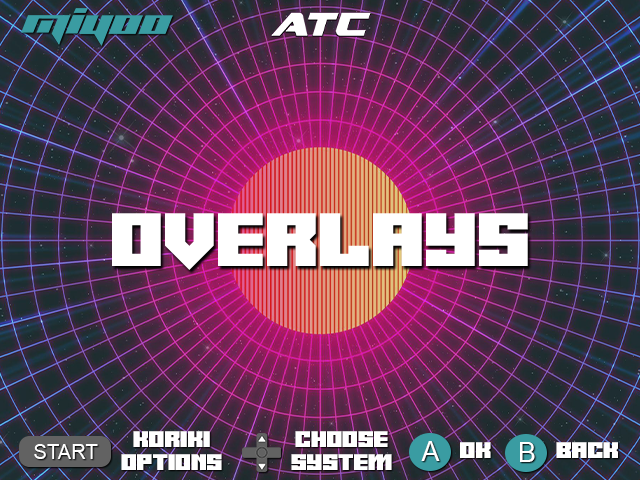 miyoo
ATC
OVERLAYS
START
KORIKI
OPTIONS
CHOOSE
SYSTEM
A
OK
B
BACK